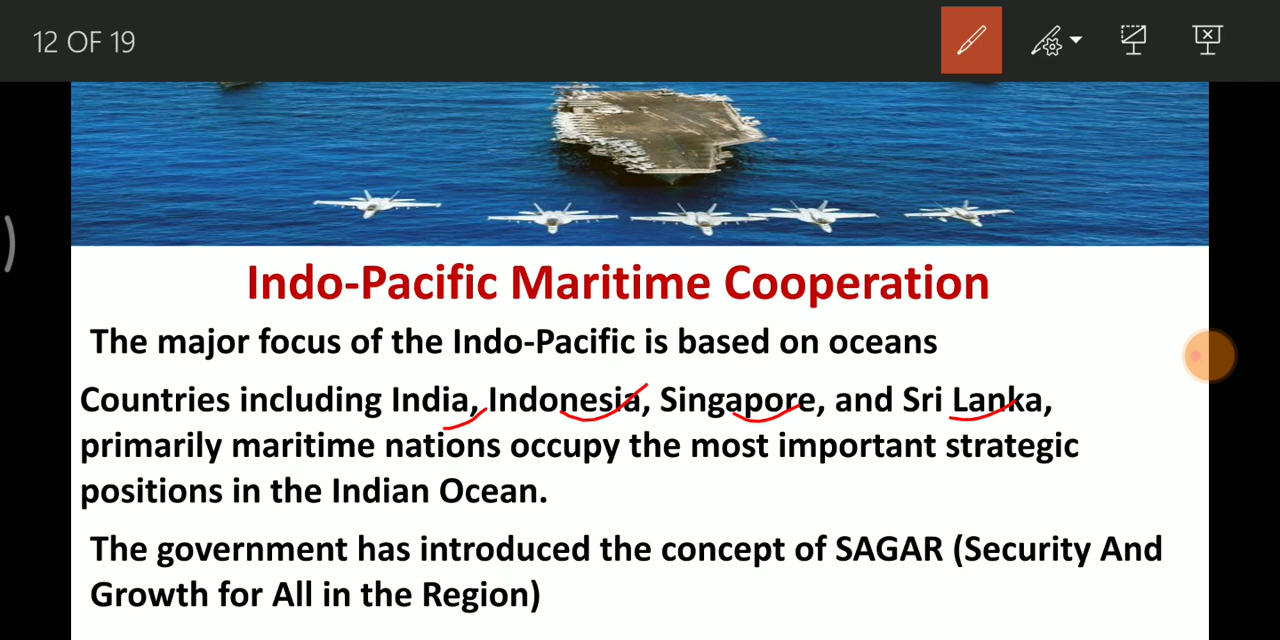 12 OF 19
Indo-Pacific Maritime Cooperation
The major focus of the Indo-Pacific is based on oceans
Countries including India, Indonesia, Singapore, and Sri Lanka,
primarily maritime nations occupy the most important strategic
positions in the Indian Ocean.
The government has introduced the concept of SAGAR (Security And
Growth for All in the Region)